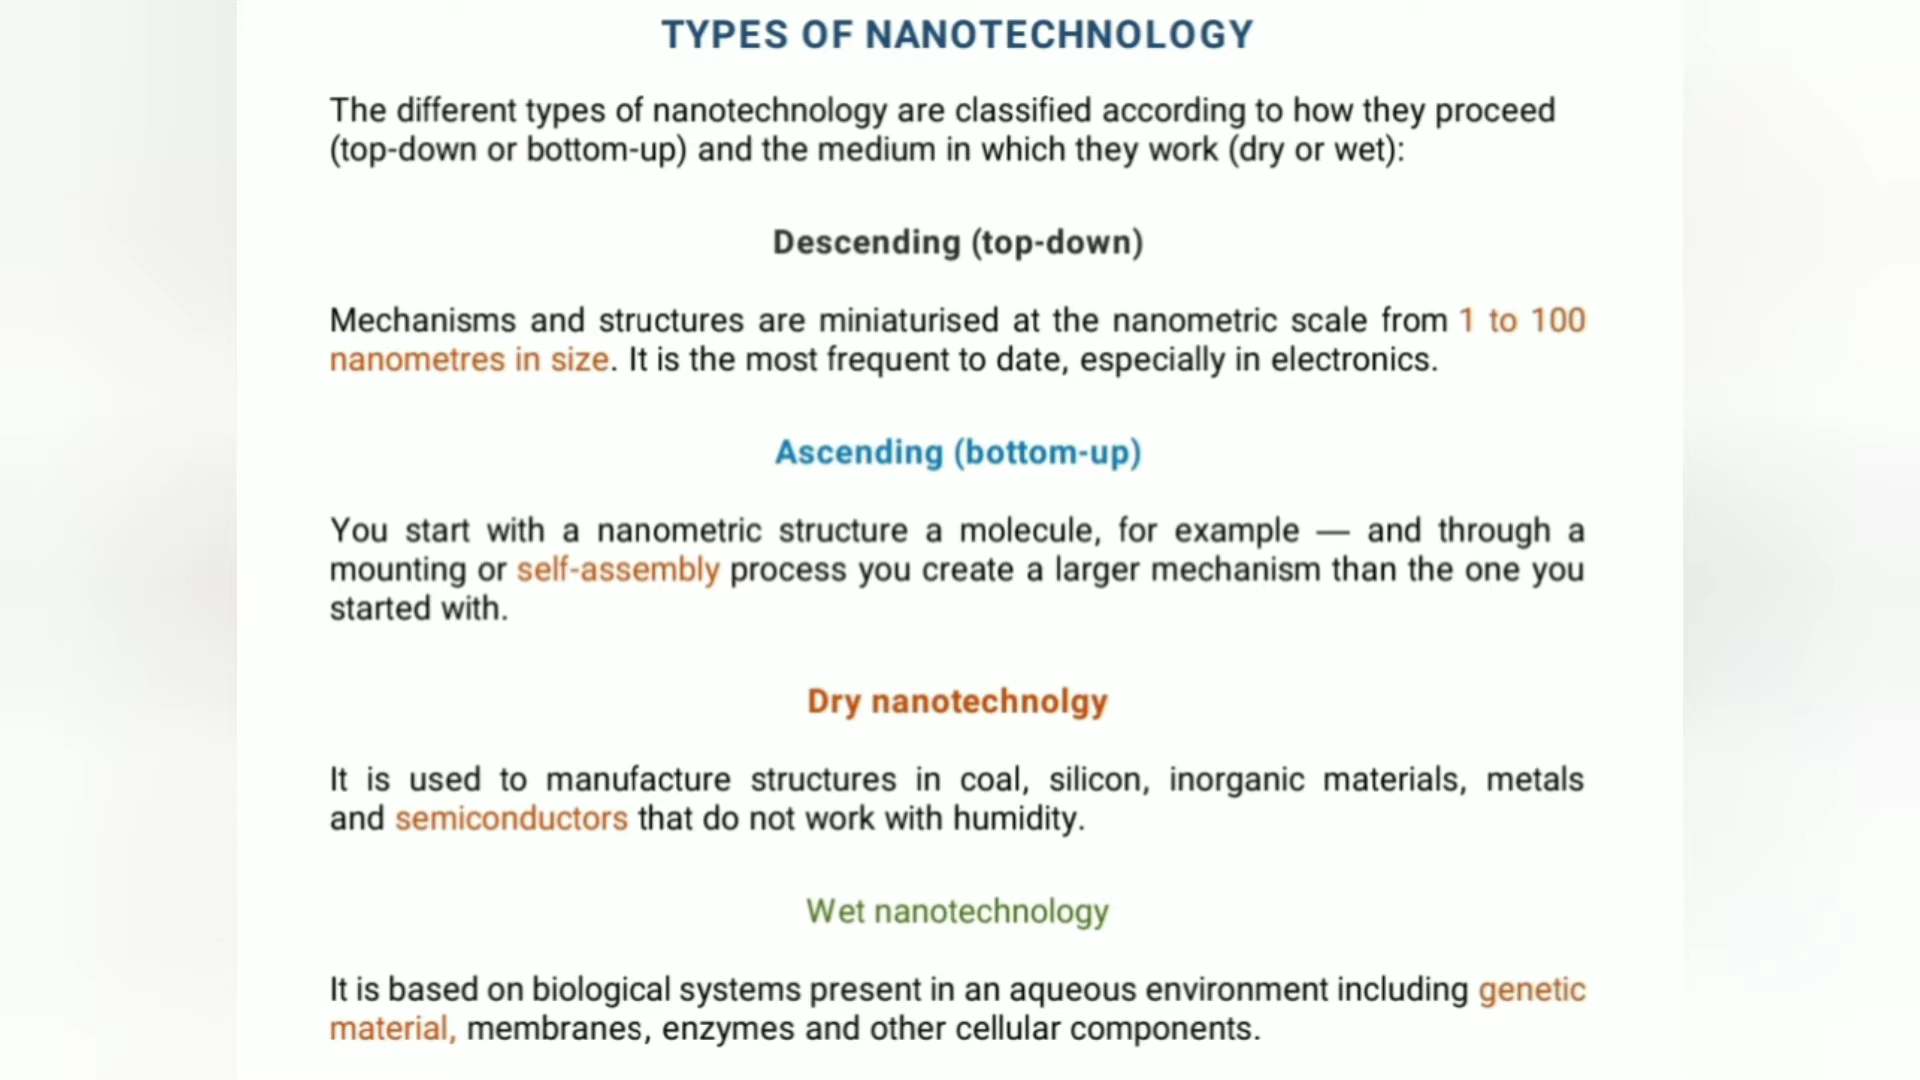 TYPES OF NANOTECHNOLOGY
The different types of nanotechnology are classified according to how they proceed
(top-down or bottom-up) and the medium in which they work (dry or wet):
Descending (top-down)
Mechanisms and structures are miniaturised at the nanometric scale from 1 to 100
nanometres in size. It is the most frequent to date, especially in electronics.
Ascending (bottom-up)
You start with a nanometric structure a molecule, for example — and through a
mounting or self-assembly process you create a larger mechanism than the one you
started with.
Dry nanotechnolgy
It is used to manufacture structures in coal, silicon, inorganic materials, metals
and semiconductors that do not work with humidity.
Wet nanotechnology
It is based on biological systems present in an aqueous environment including genetic
material, membranes, enzymes and other cellular components.